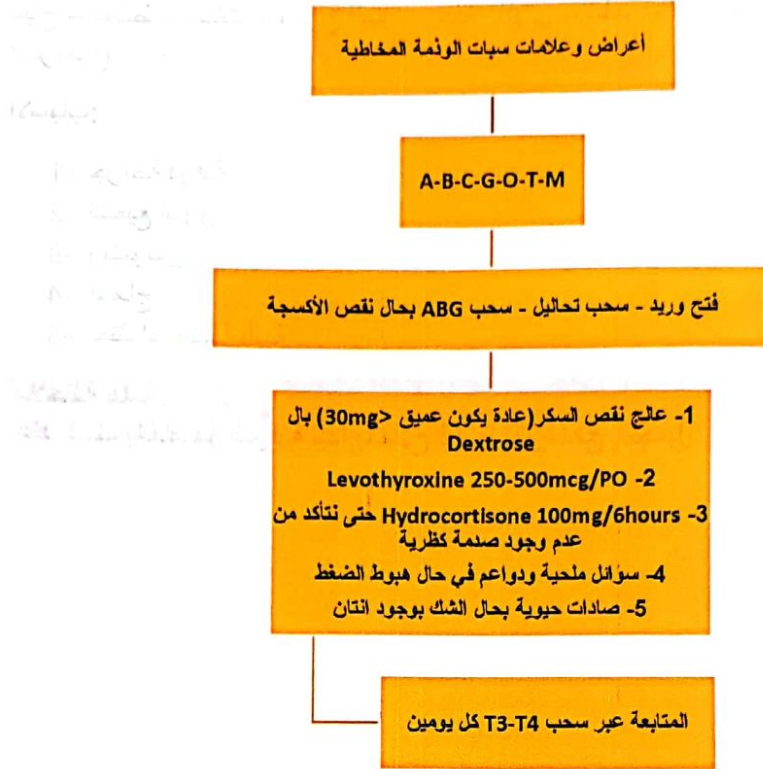 أعراض وعلامات سبات الوذمة المخاطية
A-B-C-G-O-T-M
فتح وريد - سحب تحاليل - سحب ABG بحال نقص الأكسجة
1- عالج نقص السكر(عادة يكون عميق <30mg) بال
Dextrose
2- Levothyroxine 250-500mcg/PO
3- Hydrocortisone 100mg/6hours حتى نتأكد من
عدم وجود صدمة كظرية
4- سوائل ملحية ودواعم في حال هبوط الضغط
5- صادات حيوية بحال الشك بوجود انتان
المتابعة عبر سحب T3-T4 كل يومين